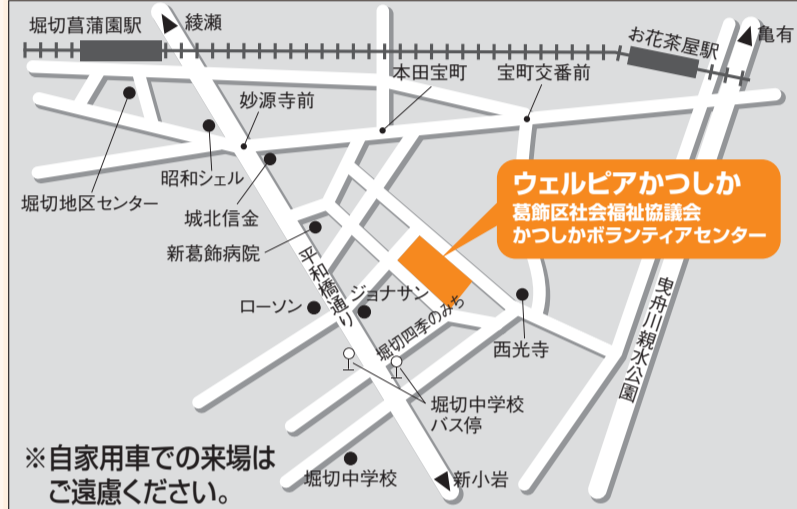 堀切菖蒲園駅
綾瀬
お花茶屋駅
亀有
本田宝町
宝町交番前
妙源寺前
昭和シェル
堀切地区センター
城北信金
新葛飾病院
ウェルピアかつしか
葛飾区社会福祉協議会
かつしかボランティアセンター
平和橋通り
ローソン
ジョナサン
堀切四季のみち
西光寺
曳舟川親水公園
堀切中学校
バス停
堀切中学校
新小岩
※自家用車での来場は
ご遠慮ください。